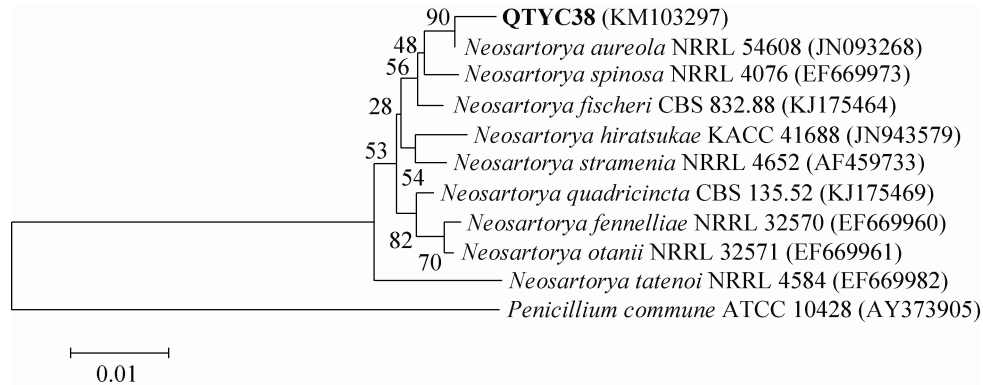 90 QTYC38 (KM103297)
48 Neosartorya aureola NRRL 54608 (JN093268)
56 Neosartorya spinosa NRRL 4076 (EF669973)
Neosartorya fischeri CBS 832.88 (KJ175464)
28
Neosartorya hiratsukae KACC 41688 (JN943579)
53
Neosartorya stramenia NRRL 4652 (AF459733)
54
Neosartorya quadricincta CBS 135.52 (KJ175469)
Neosartorya fennelliae NRRL 32570 (EF669960)
82
Neosartorya otanii NRRL 32571 (EF669961)
70
Neosartorya tatenoi NRRL 4584 (EF669982)
Penicillium commune ATCC 10428 (AY373905)
0.01